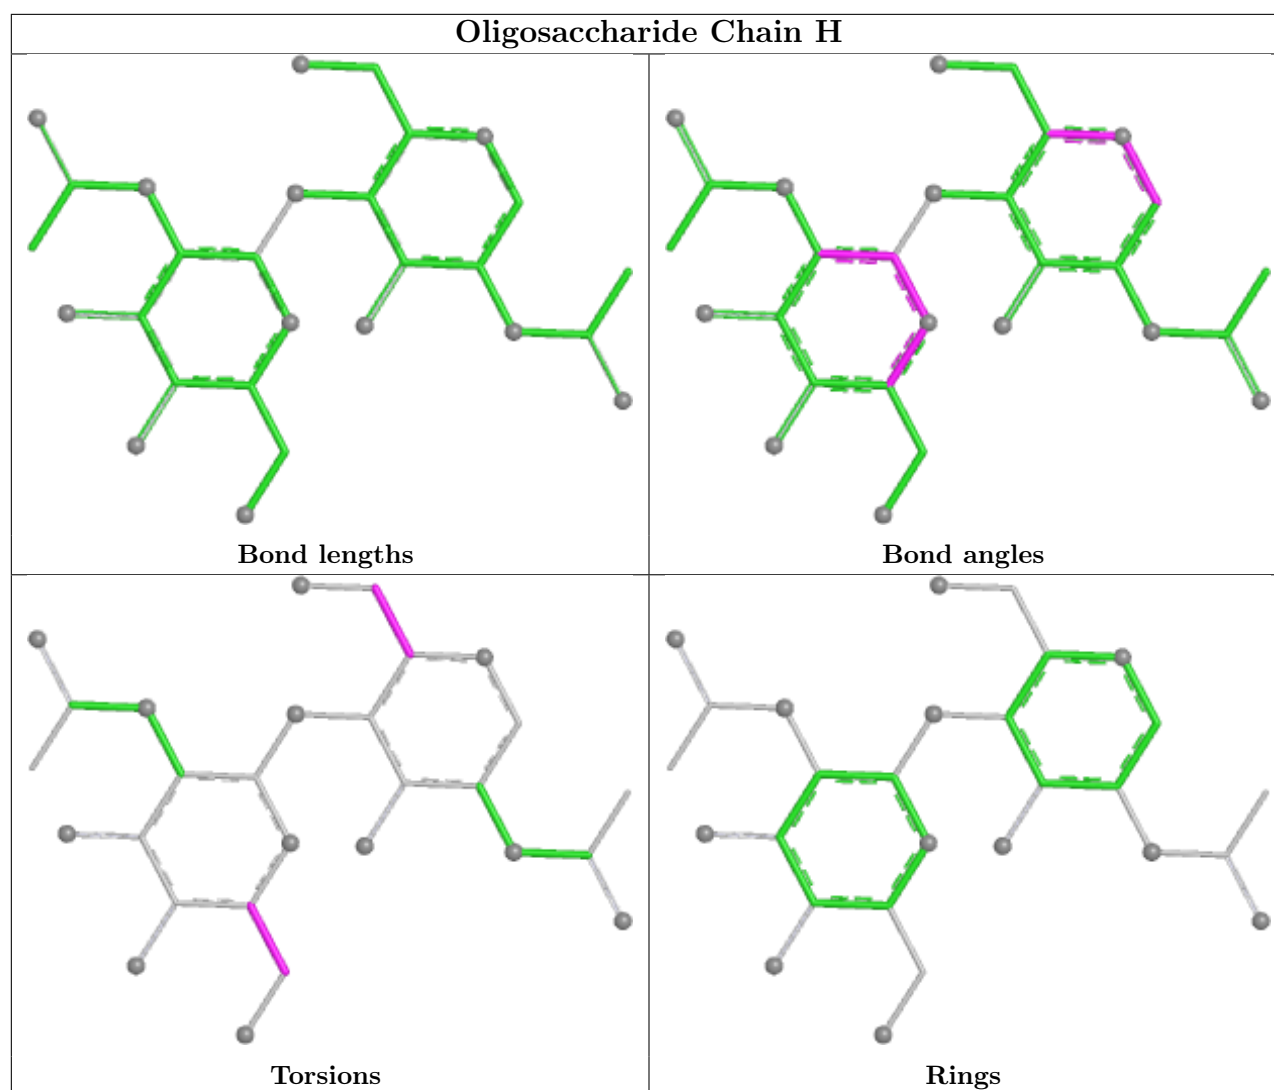 Oligosaccharide Chain H
Bond lengths
Bond angles
Torsions
Rings